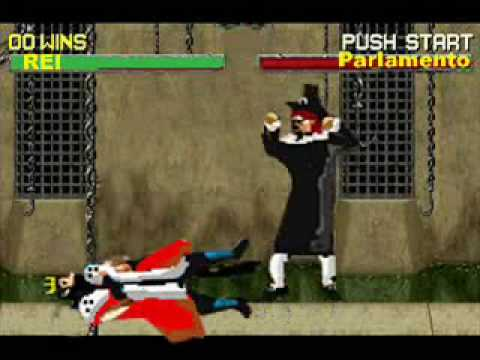 00 WINS
PUSH START
REI
Parlamento